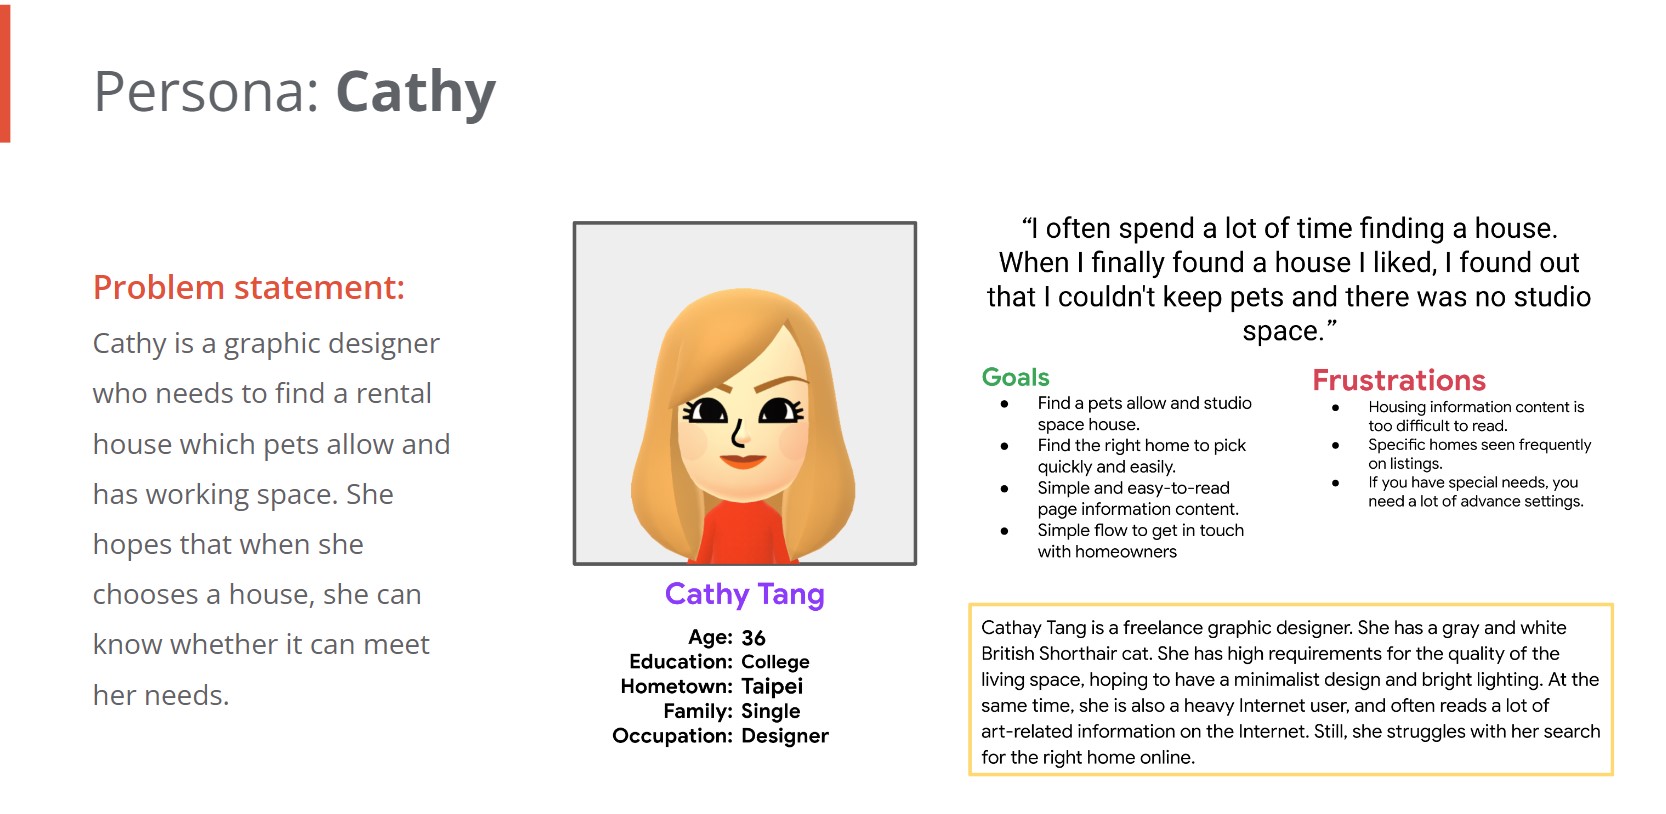 Persona: Cathy
Problem statement:
Cathy is a graphic designer
who needs to find a rental
house which pets allow and
has working space. She
hopes that when she
chooses a house, she can
know whether it can meet
her needs.
Cathy Tang
Age: 36
Education: College
Hometown: Taipei
Family: Single
Occupation: Designer
“I often spend a lot of time finding a house.
When I finally found a house I liked, I found out
that I couldn't keep pets and there was no studio
space.”
Goals
● Find a pets allow and studio
space house.
● Find the right home to pick
quickly and easily.
● Simple and easy-to-read
page information content.
● Simple flow to get in touch
with homeowners
Frustrations
● Housing information content is
too difficult to read.
● Specific homes seen frequently
on listings.
● If you have special needs, you
need a lot of advance settings.
Cathay Tang is a freelance graphic designer. She has a gray and white
British Shorthair cat. She has high requirements for the quality of the
living space, hoping to have a minimalist design and bright lighting. At the
same time, she is also a heavy Internet user, and often reads a lot of
art-related information on the Internet. Still, she struggles with her search
for the right home online.